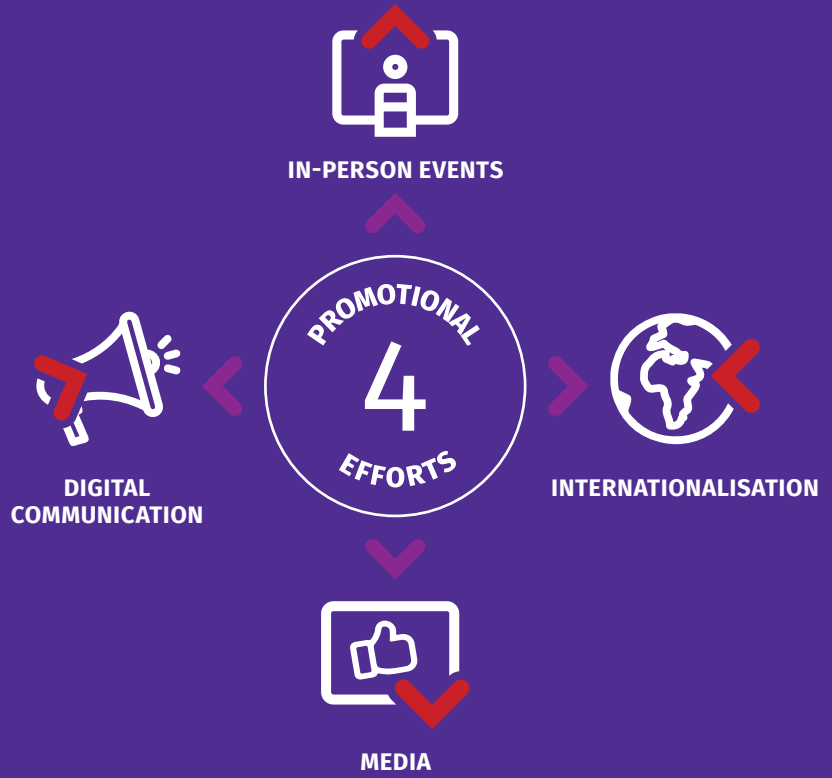 IN-PERSON EVENTS
PROMOTIONAL
4
EFFORTS
DIGITAL
COMMUNICATION
INTERNATIONALISATION
MEDIA